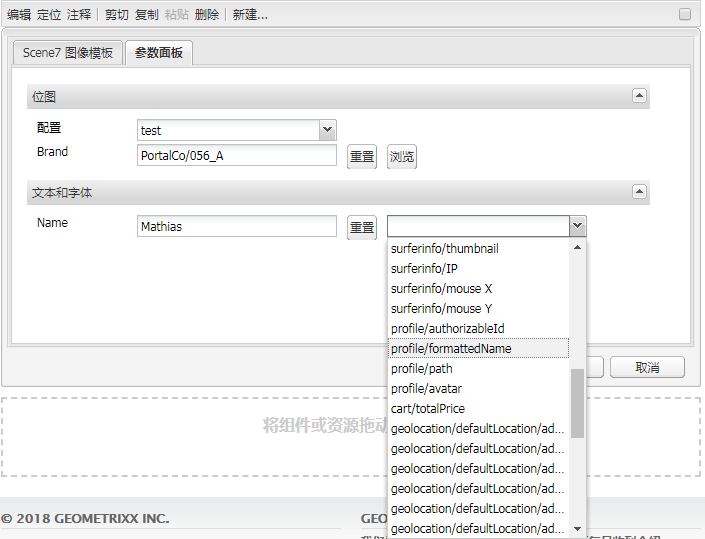 编辑 定位 注释 剪切 复制 粘贴 删除 新建...
Scene7 图像模板 参数面板
位图
配置 test
Brand PortalCo/056_A 重置 浏览
文本和字体
Name Mathias 重置
surferinfo/thumbnail
surferinfo/IP
surferinfo/mouse X
surferinfo/mouse Y
profile/authorizableId
profile/formattedName
profile/path
取消
profile/avatar
cart/totalPrice
将组件或资源拖动
geolocation/defaultLocation/ad...
geolocation/defaultLocation/ad...
geolocation/defaultLocation/ad...
geolocation/defaultLocation/ad...
geolocation/defaultLocation/ad...
geolocation/defaultLocation/ad...
© 2018 GEOMETRIXX INC. GEO